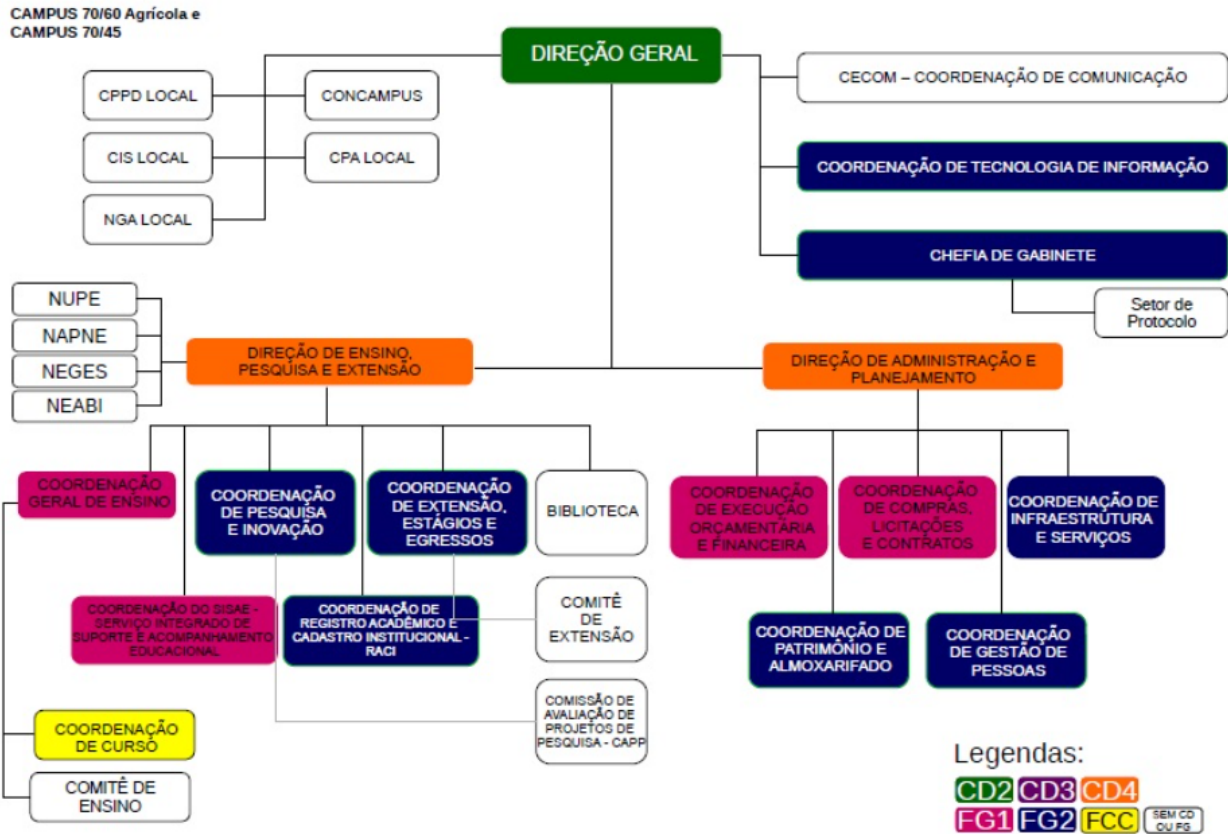 CAMPUS 70/60 Agrícola e
CAMPUS 70/45
DIREÇÃO GERAL
CPPD LOCAL
CONCAMPUS
CIS LOCAL
CPA LOCAL
NGA LOCAL
CECOM – COORDENAÇÃO DE COMUNICAÇÃO
COORDENAÇÃO DE TECNOLOGIA DE INFORMAÇÃO
CHEFIA DE GABINETE
Setor de
Protocolo
NUPE
NAPNE
NEGES
NEABI
DIREÇÃO DE ENSINO,
PESQUISA E EXTENSÃO
DIREÇÃO DE ADMINISTRAÇÃO E
PLANEJAMENTO
COORDENAÇÃO
GERAL DE ENSINO
COORDENAÇÃO
DE PESQUISA
E INOVAÇÃO
COORDENAÇÃO
DE EXTENSÃO,
ESTÁGIOS E
EGRESSOS
BIBLIOTECA
COORDENAÇÃO
DE EXECUÇÃO
ORÇAMENTÁRIA
E FINANCEIRA
COORDENAÇÃO
DE COMPRAS,
LICITAÇÕES
E CONTRATOS
COORDENAÇÃO DE
INFRAESTRUTURA
E SERVIÇOS
COORDENAÇÃO DO SISAE -
SERVIÇO INTEGRADO DE
SUPORTE E ACOMPANHAMENTO
EDUCACIONAL
COORDENAÇÃO DE
REGISTRO ACADÊMICO E
CADASTRO INSTITUCIONAL -
RACI
COMITÊ
DE
EXTENSÃO
COORDENAÇÃO DE
PATRIMÔNIO E
ALMOXARIFADO
COORDENAÇÃO
DE GESTÃO DE
PESSOAS
COMISSÃO DE
AVALIAÇÃO DE
PROJETOS DE
PESQUISA - CAPP
COORDENAÇÃO
DE CURSO
COMITÊ DE
ENSINO
Legendas:
CD2 CD3 CD4
FG1 FG2 FCC SEM CD
OU FG